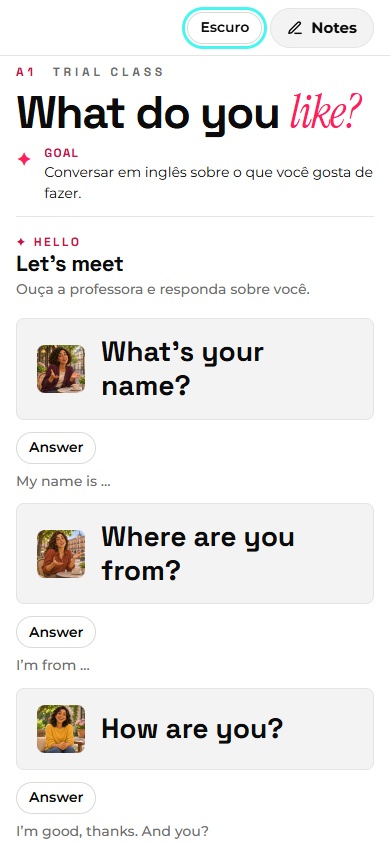 Escuro
Notes
A1 TRIAL CLASS
What do you like?
GOAL
Conversar em inglês sobre o que você gosta de
fazer.
HELLO
Let's meet
Ouça a professora e responda sobre você.
What's your
name?
Answer
My name is ...
Where are you
from?
Answer
I'm from ...
How are you?
Answer
I'm good, thanks. And you?